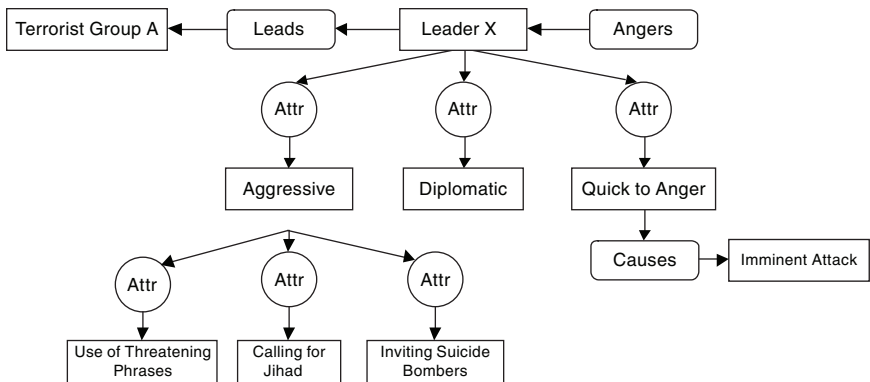 Terrorist Group A
Leads
Leader X
Angers
Attr
Attr
Attr
Aggressive
Diplomatic
Quick to Anger
Causes
Imminent Attack
Attr
Attr
Attr
Use of Threatening
Phrases
Calling for
Jihad
Inviting Suicide
Bombers